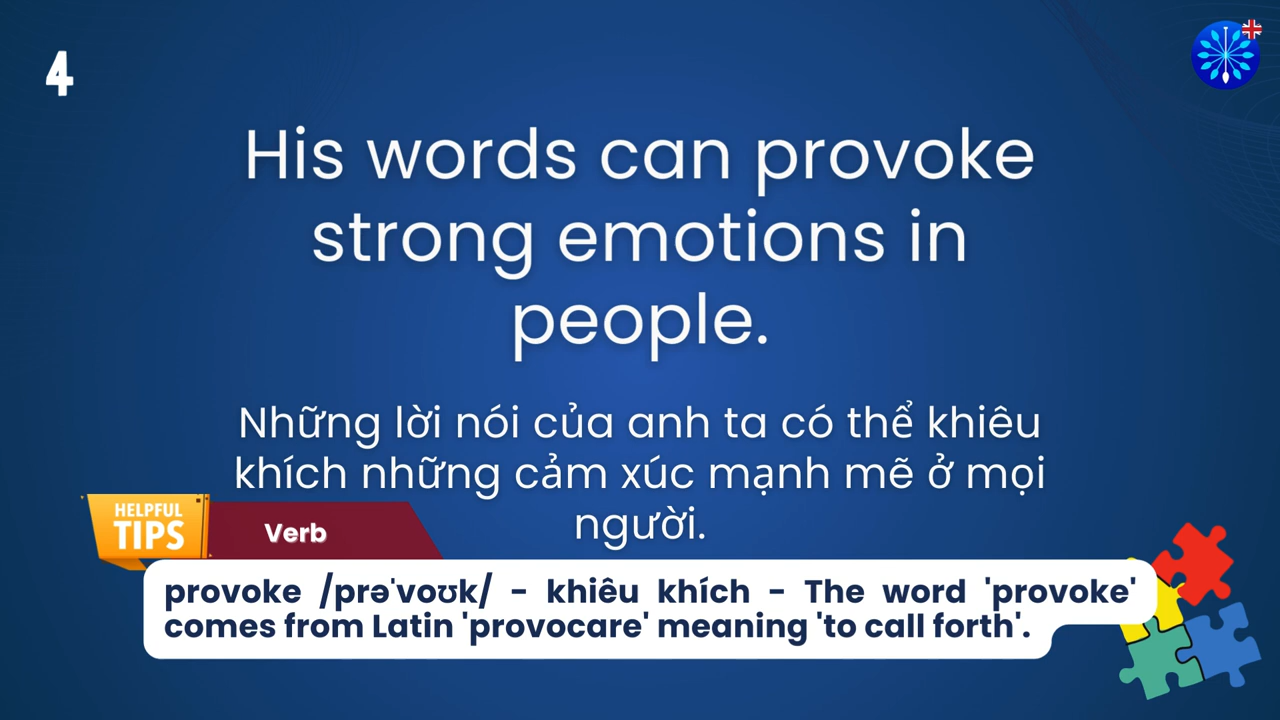 4
His words can provoke
strong emotions in
people.
Những lời nói của anh ta có thể khiêu
khích những cảm xúc mạnh mẽ ở mọi
người.
HELPFUL
TIPS
Verb
provoke /prəˈvoʊk/ - khiêu khích - The word 'provoke'
comes from Latin 'provocare' meaning 'to call forth'.